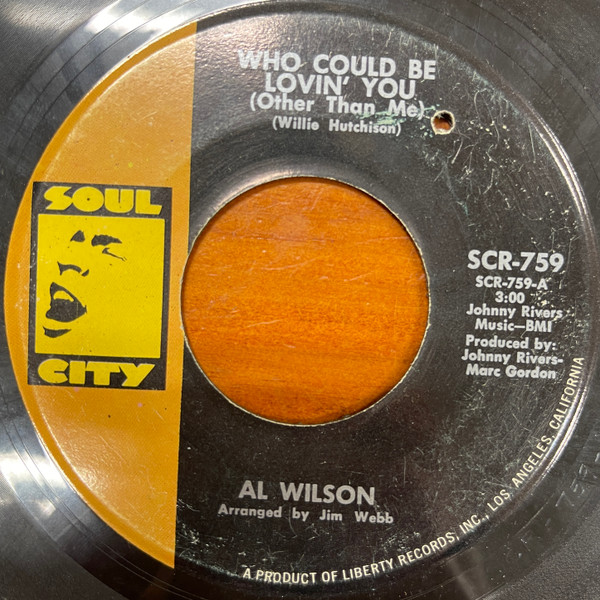 WHO COULD BE
LOVIN' YOU
(Other Than Me)
(Willie Hutchison)
SOUL
CITY
SCR-759
SCR-759-A
3:00
Johnny Rivers
Music—BMI
Produced by:
Johnny Rivers-
Marc Gordon
AL WILSON
Arranged by Jim Webb
A PRODUCT OF LIBERTY RECORDS, INC., LOS ANGELES, CALIFORNIA